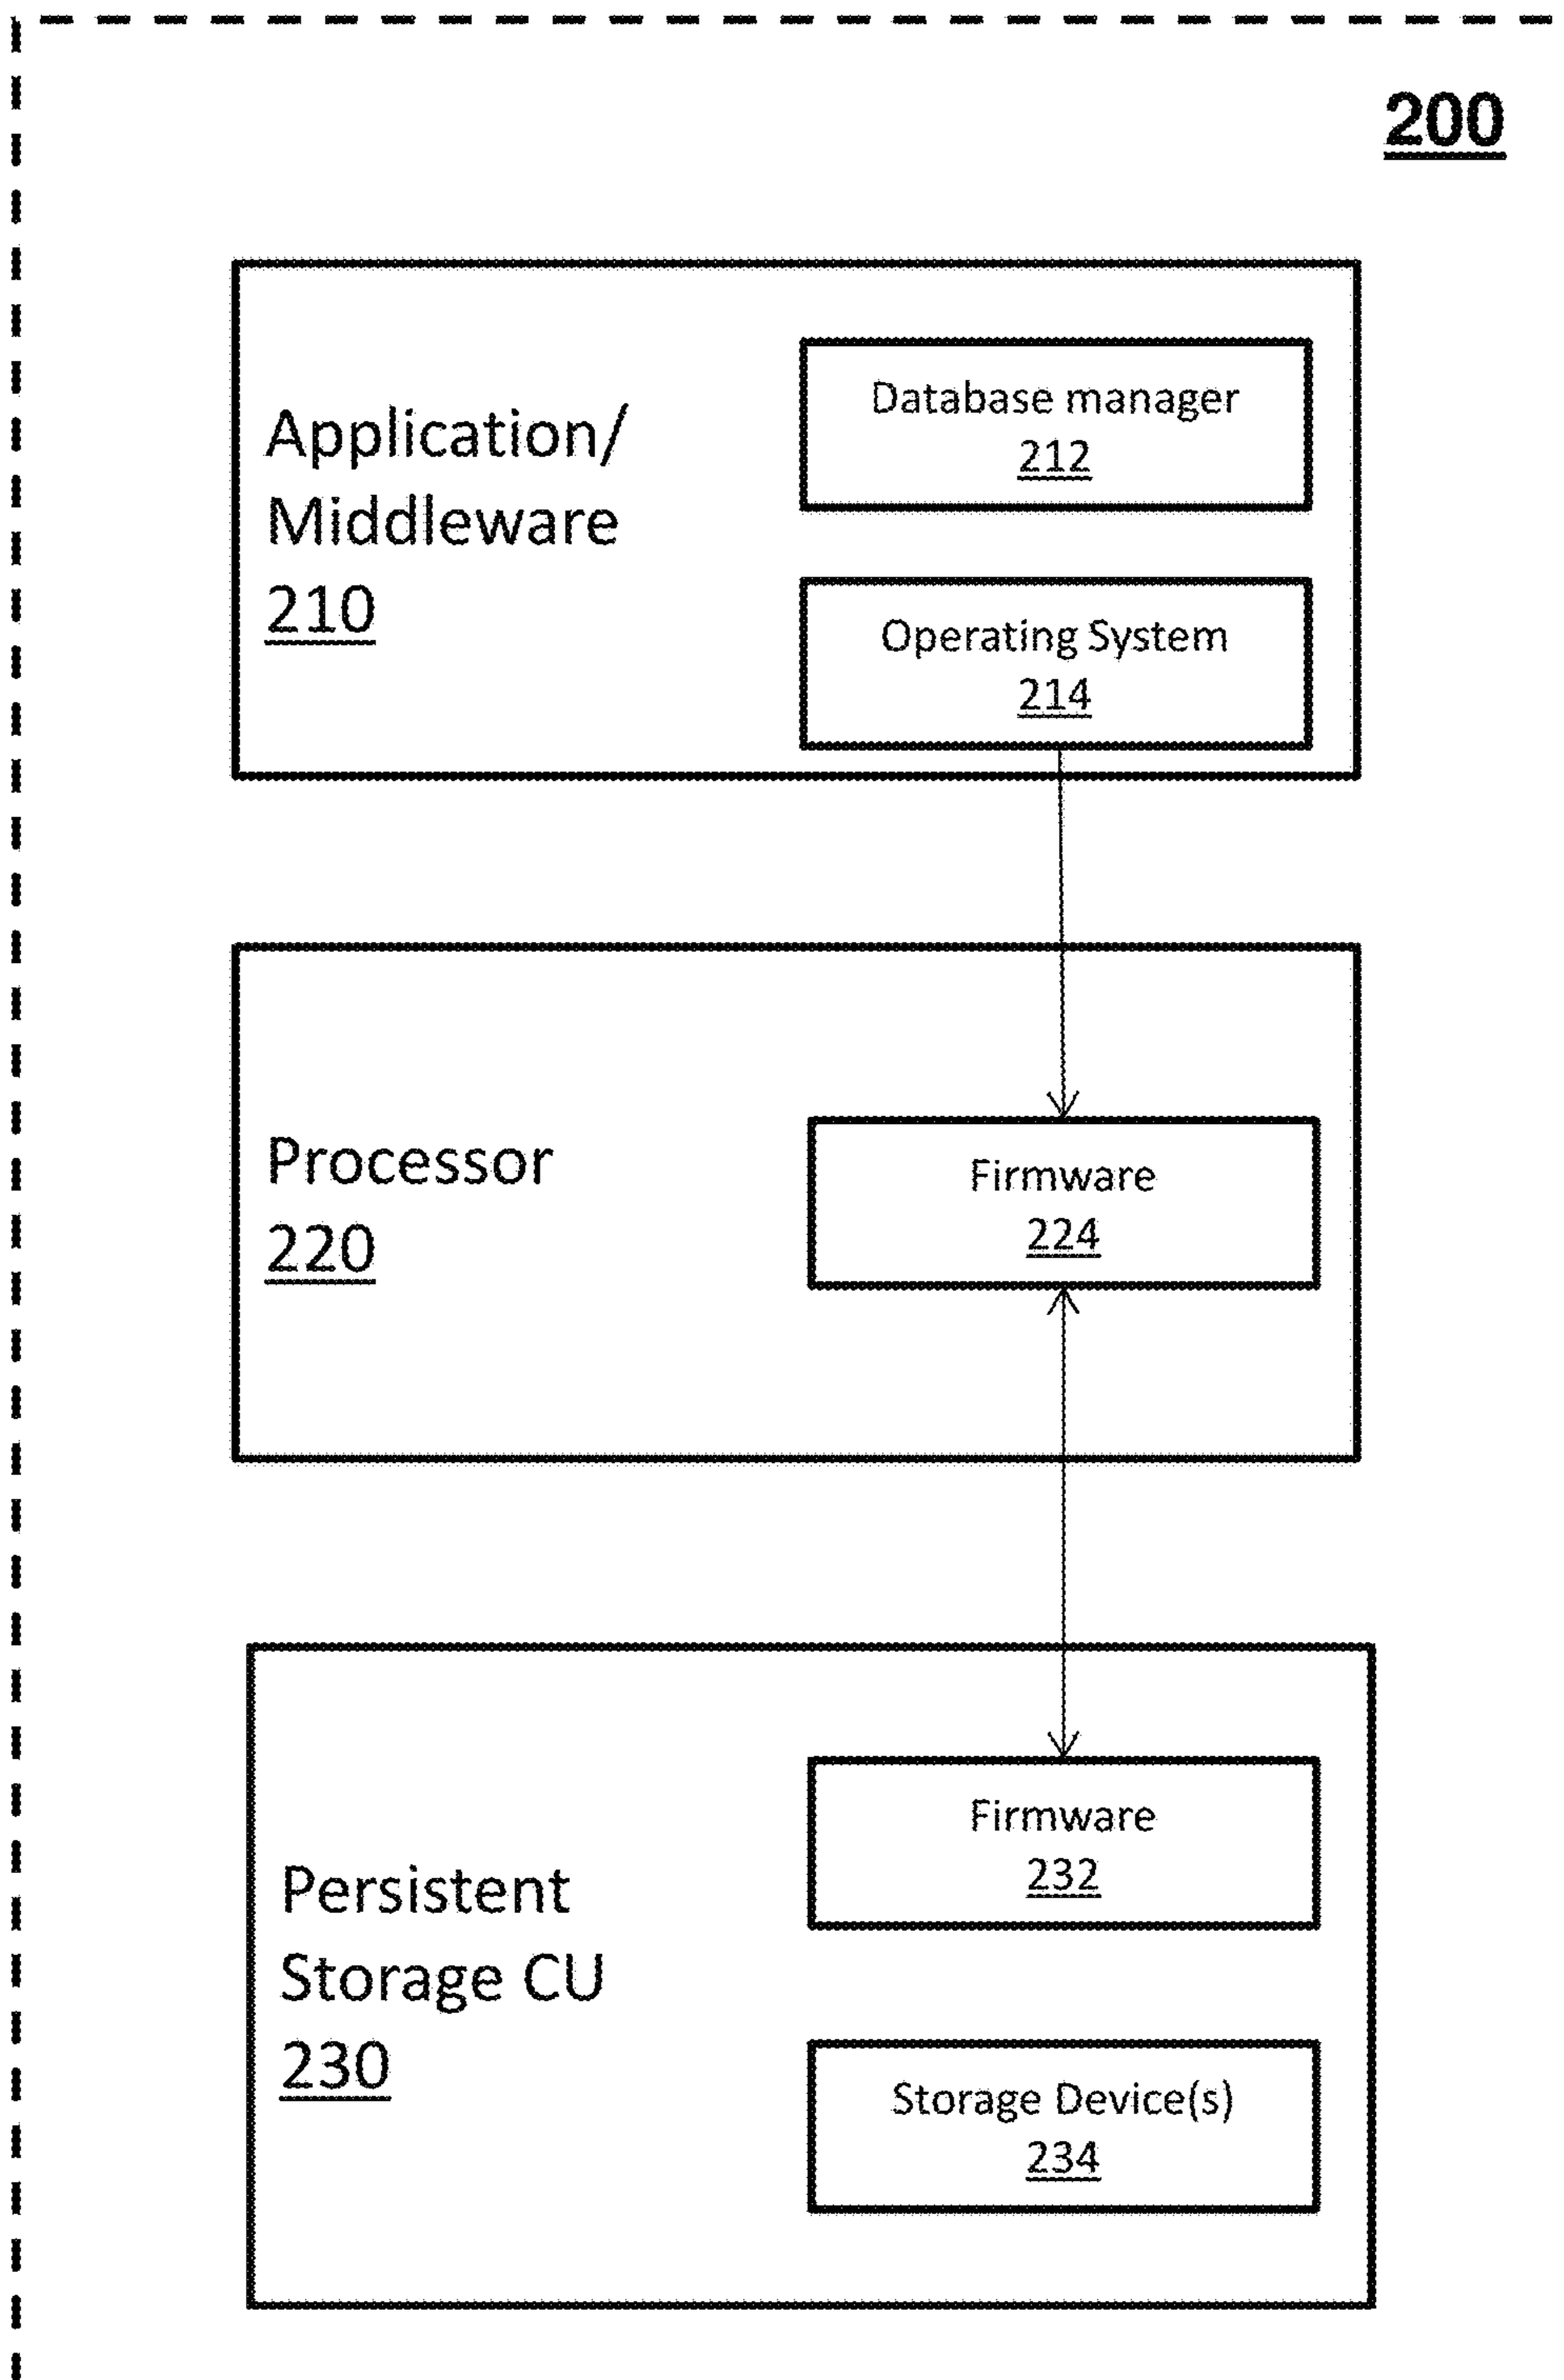 200
Application/
Middleware
210
Database manager
212
Operating System
214
Processor
220
Firmware
224
Persistent
Storage CU
230
Firmware
232
Storage Device(s)
234